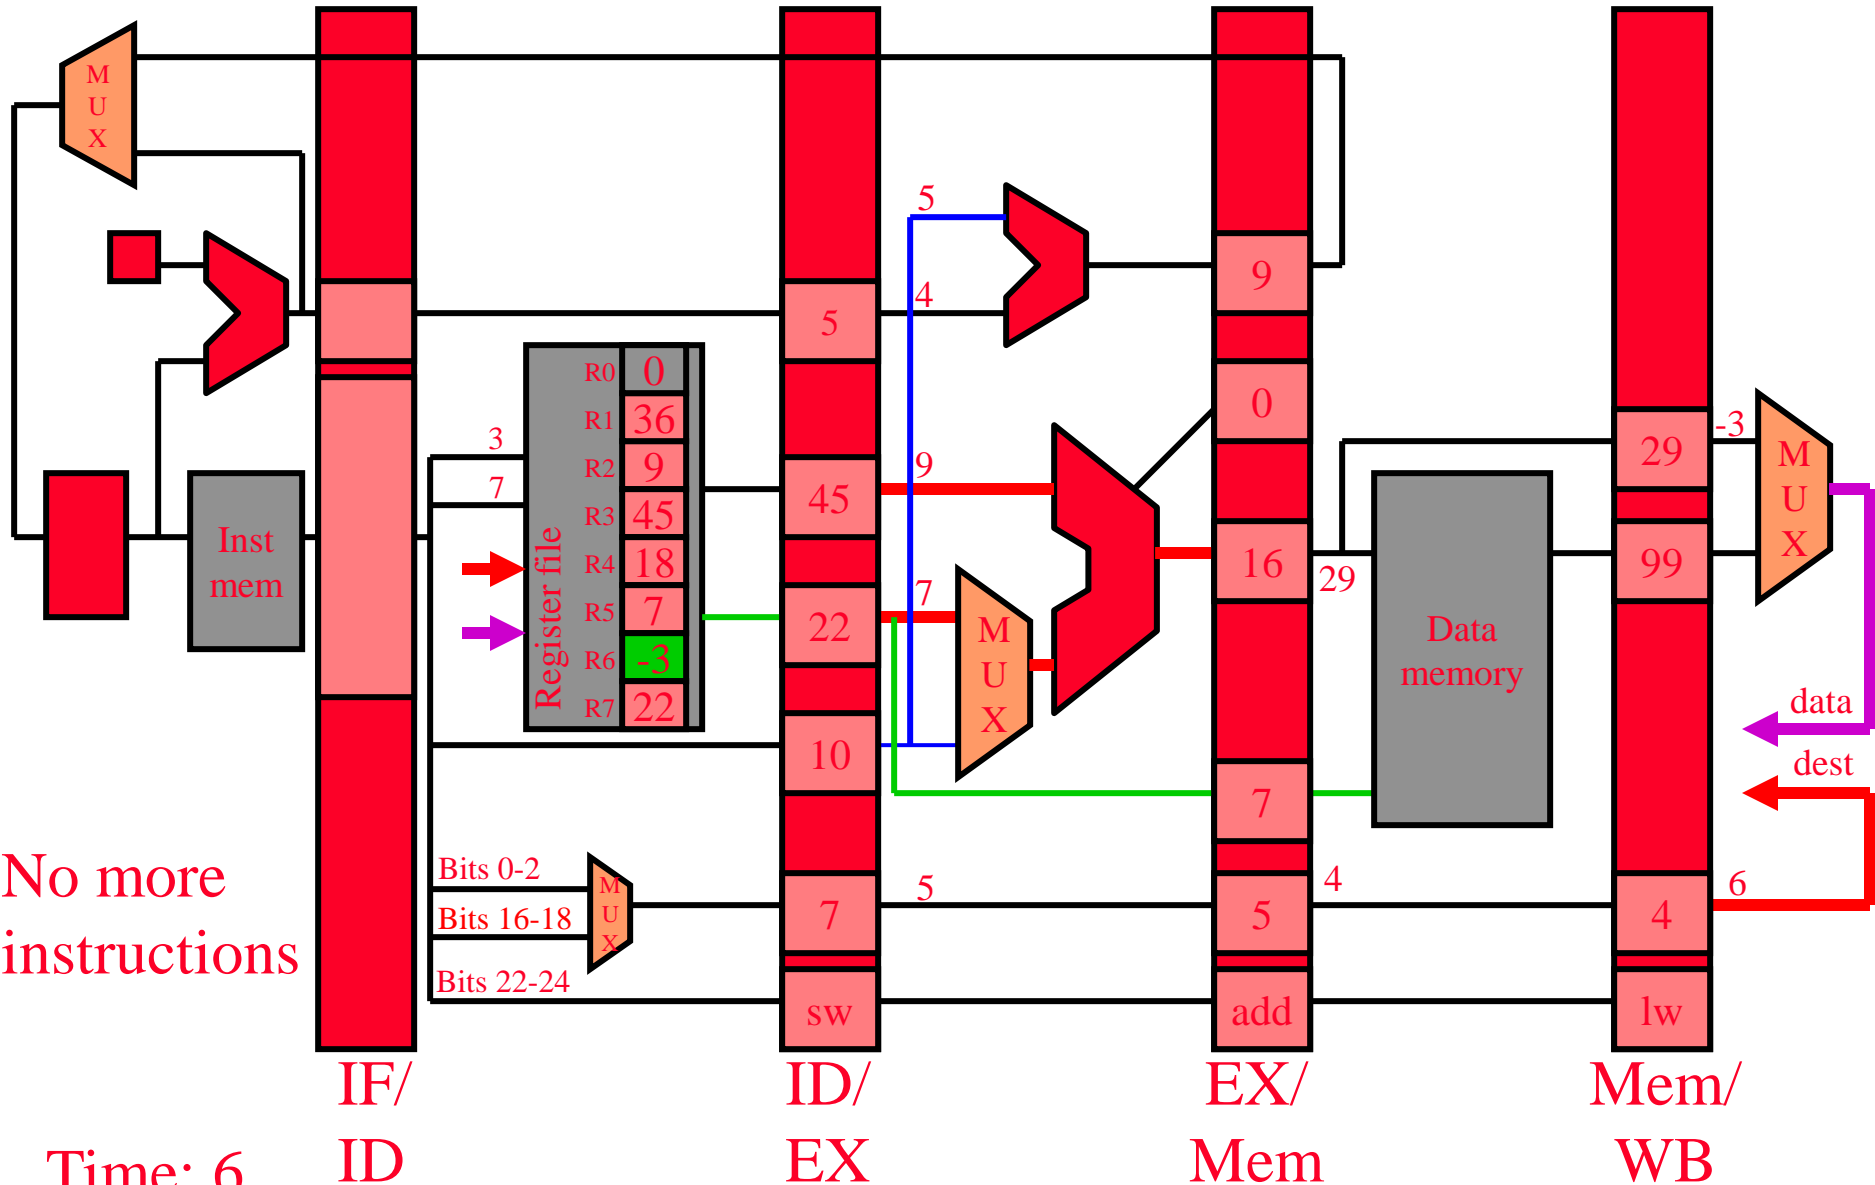 M
U
X
5
4
9
5
0
R0 0
R1 36
R2 9
R3 45
R4 18
R5 7
R6 -3
R7 22
Register file
3
7
Inst
mem
45
9
22
7
10
M
U
X
16
29
Data
memory
7
29
-3
99
M
U
X
data
dest
No more
instructions
Bits 0-2
Bits 16-18
Bits 22-24
M
U
X
7
5
5
4
4
6
sw
add
lw
IF/
ID
ID/
EX
EX/
Mem
Mem/
WB
Time: 6